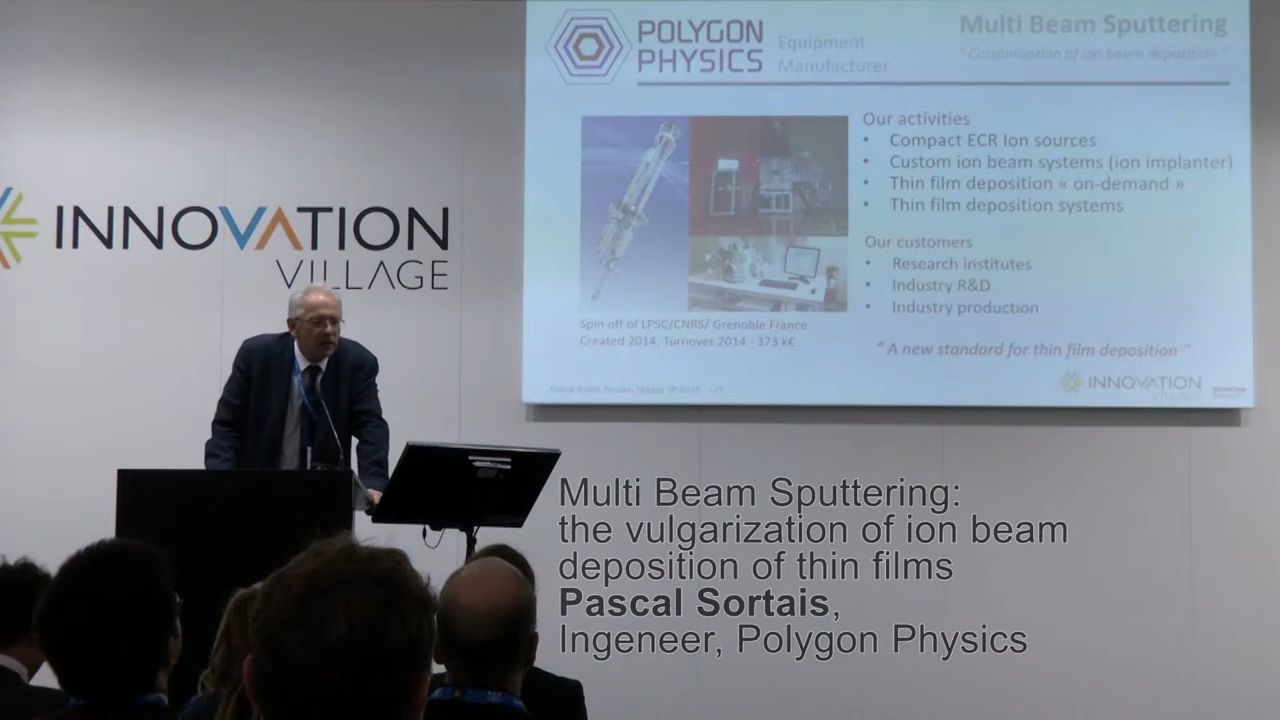 INNOVATION
VILLAGE
POLYGON
PHYSICS
Equipment
Manufacturer
Multi Beam Sputtering
"Customization of ion beam deposition"
Our activities
• Compact ECR Ion sources
• Custom ion beam systems (ion implanter)
• Thin film deposition « on-demand »
• Thin film deposition systems
Our customers
• Research institutes
• Industry R&D
• Industry production
Spin off of LPSC/CNRS/ Grenoble France
Created 2014, Turnover 2014 - 373 k€
" A new standard for thin film deposition "
INNOVATION
VILLAGE
Multi Beam Sputtering:
the vulgarization of ion beam
deposition of thin films
Pascal Sortais,
Ingeneer, Polygon Physics